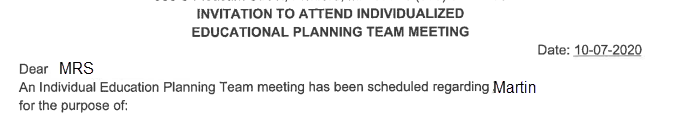 INVITATION TO ATTEND INDIVIDUALIZED
EDUCATIONAL PLANNING TEAM MEETING
Date: 10-07-2020
Dear MRS
An Individual Education Planning Team meeting has been scheduled regarding Martin
for the purpose of: